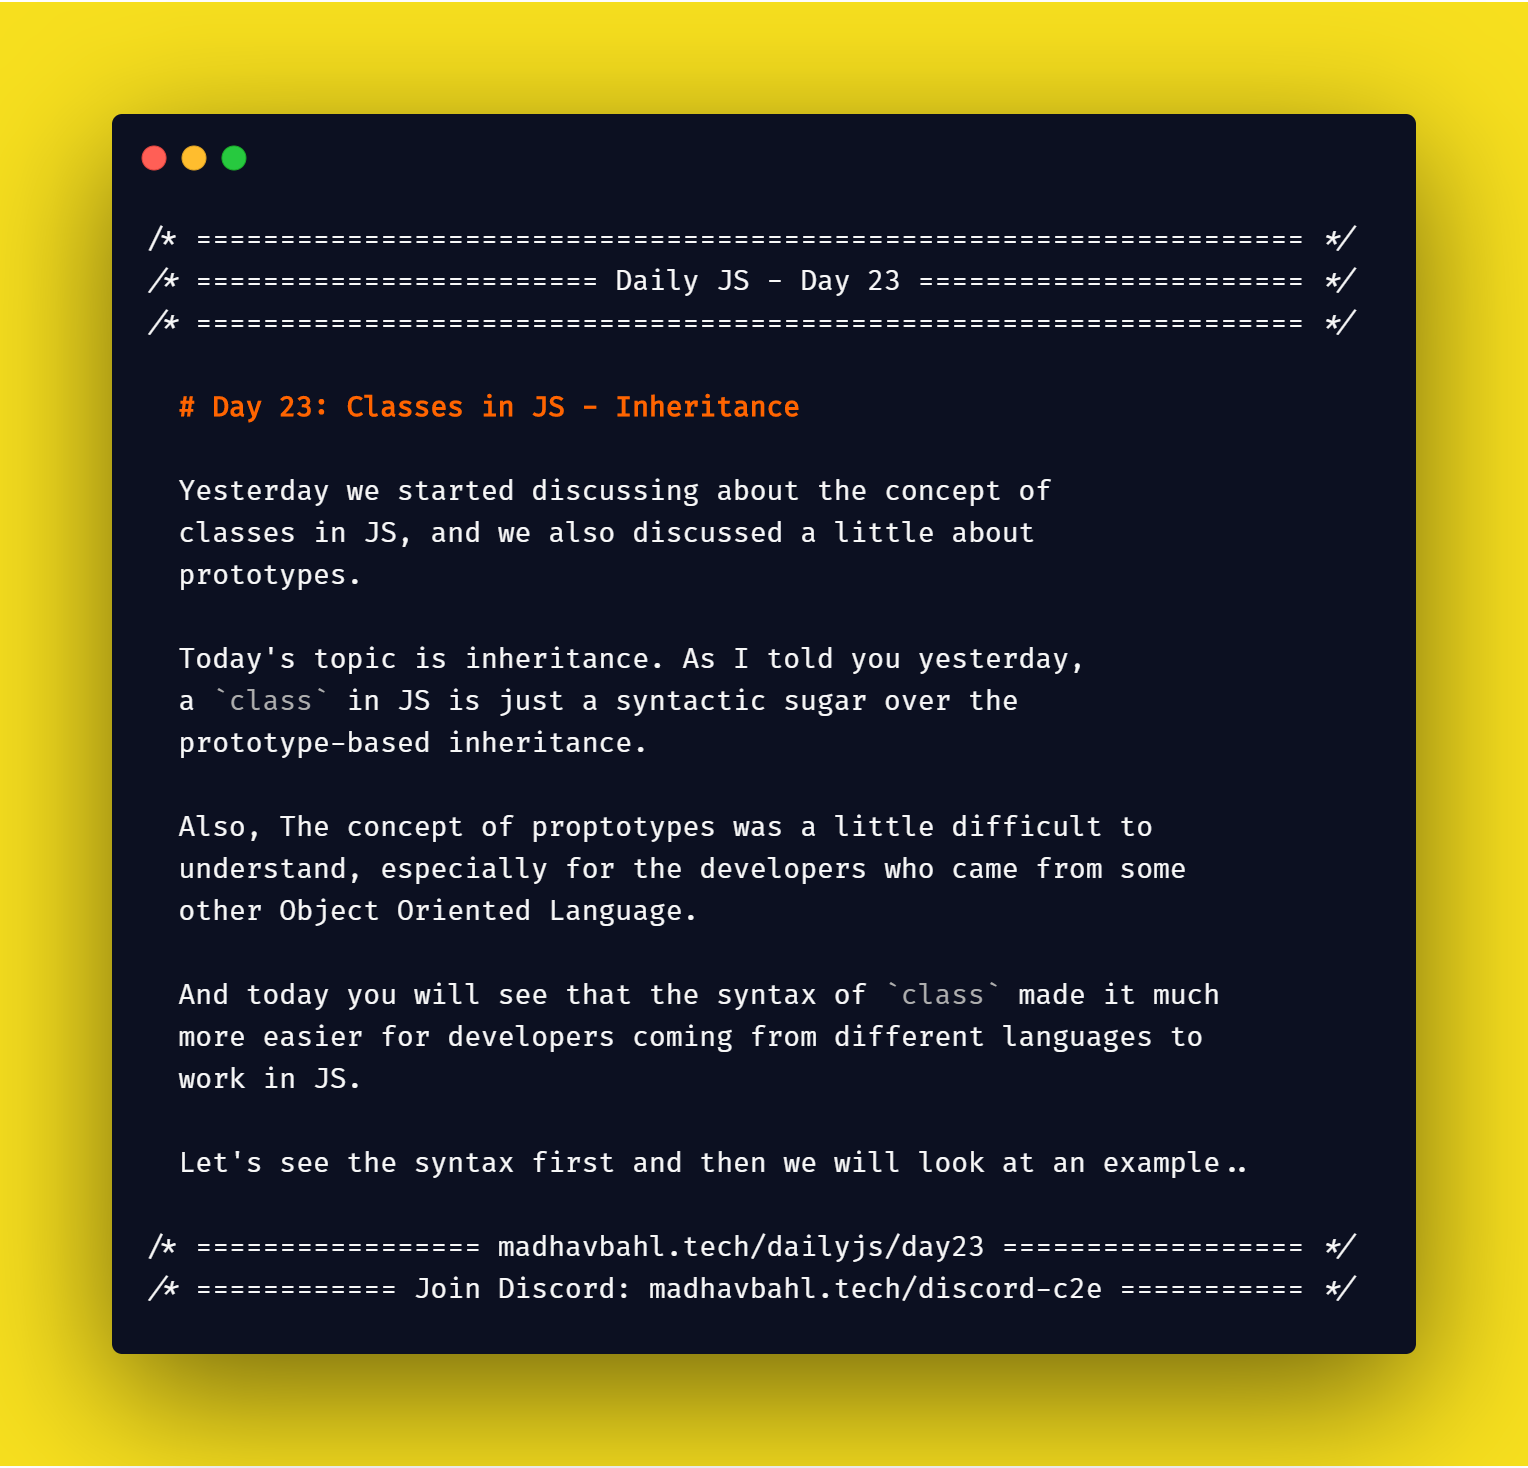 /* ================================================================== */
/* ======================== Daily JS - Day 23 ======================= */
/* ================================================================== */
# Day 23: Classes in JS - Inheritance
Yesterday we started discussing about the concept of
classes in JS, and we also discussed a little about
prototypes.
Today's topic is inheritance. As I told you yesterday,
a `class` in JS is just a syntactic sugar over the
prototype-based inheritance.
Also, The concept of proptotypes was a little difficult to
understand, especially for the developers who came from some
other Object Oriented Language.
And today you will see that the syntax of `class` made it much
more easier for developers coming from different languages to
work in JS.
Let's see the syntax first and then we will look at an example..
/* ================= madhavbahl.tech/dailyjs/day23 ================== */
/* ============ Join Discord: madhavbahl.tech/discord-c2e =========== */